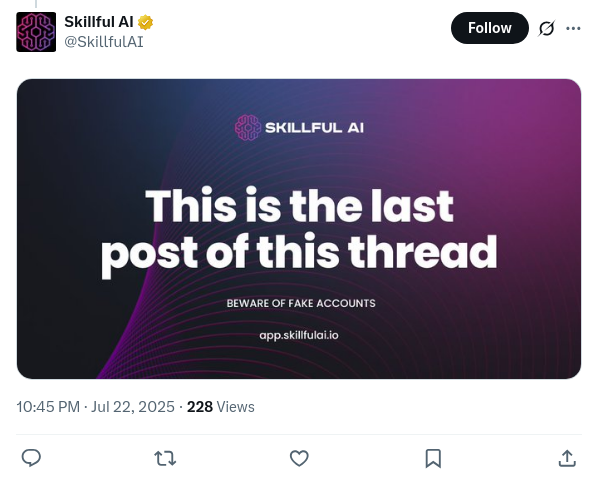 Skillful AI
@SkillfulAI
Follow
SKILLFUL AI
This is the last
post of this thread
BEWARE OF FAKE ACCOUNTS
app.skillfulai.io
10:45 PM · Jul 22, 2025 · 228 Views